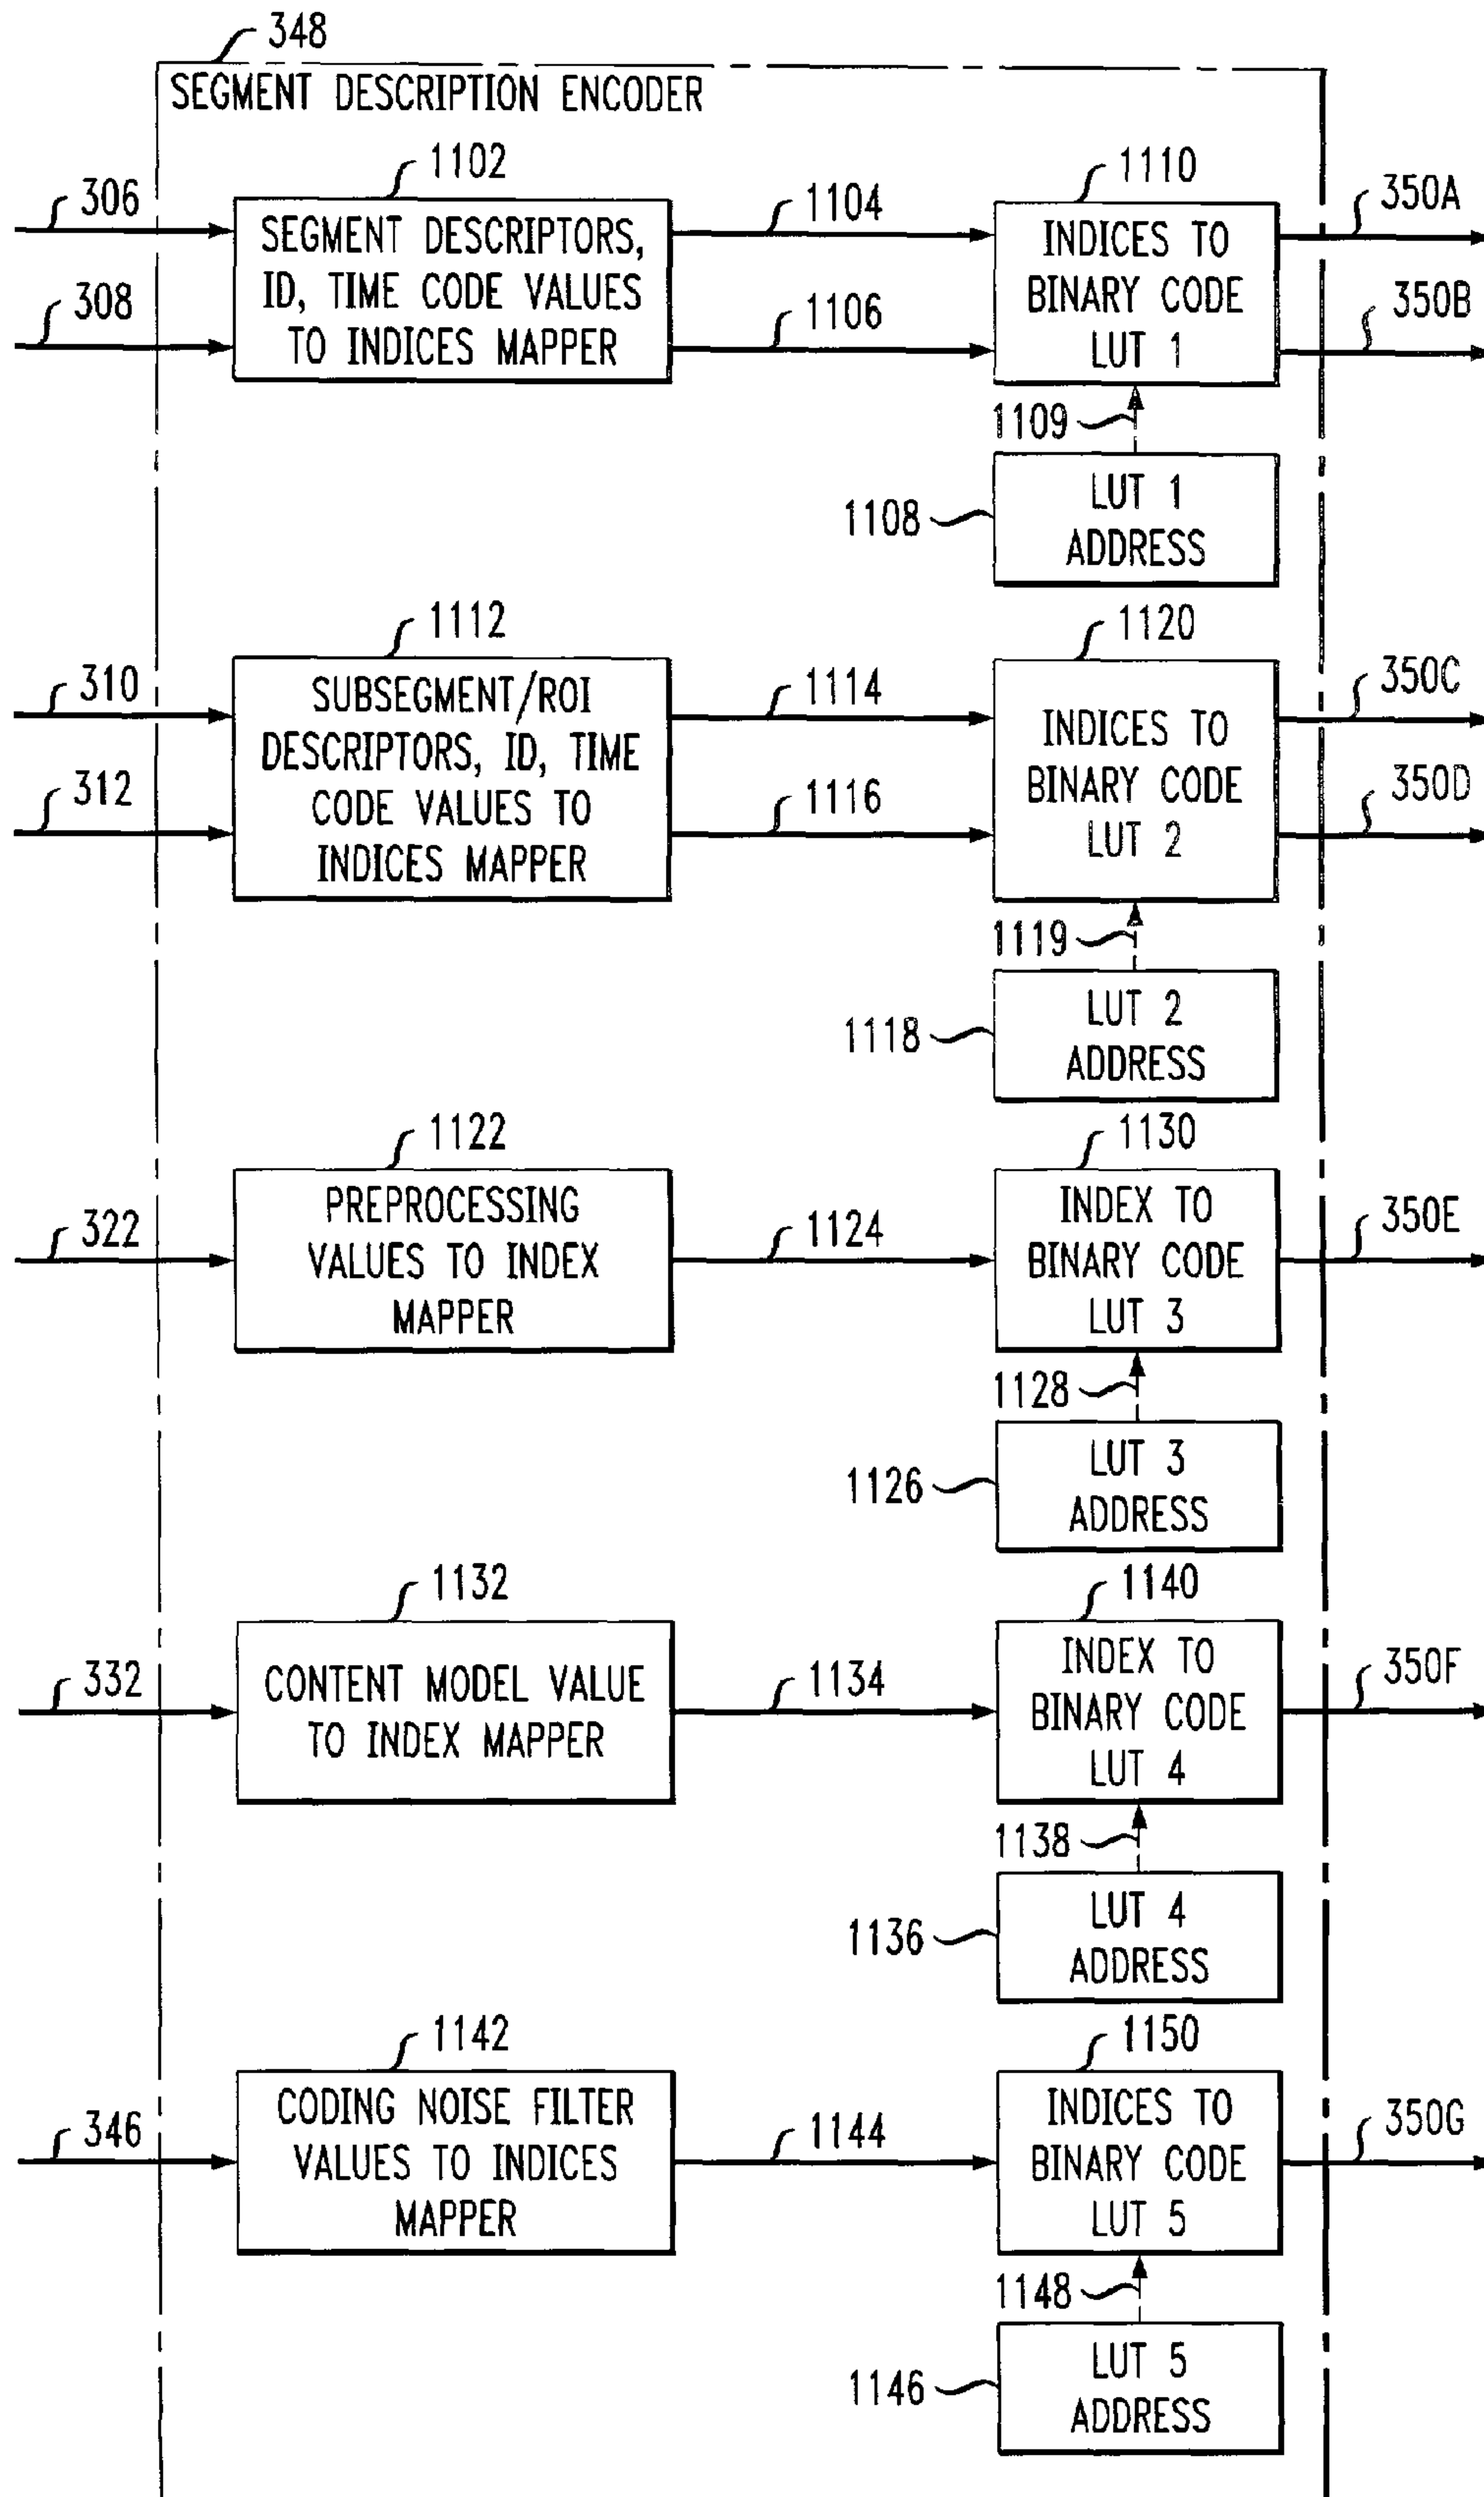 348
SEGMENT DESCRIPTION ENCODER
1102
1110
306
308
SEGMENT DESCRIPTORS,
ID, TIME CODE VALUES
TO INDICES MAPPER
1104
1106
INDICES TO
BINARY CODE
LUT 1
350A
350B
1109
1108
LUT 1
ADDRESS
1112
1120
310
312
SUBSEGMENT/ROI
DESCRIPTORS, ID, TIME
CODE VALUES TO
INDICES MAPPER
1114
1116
INDICES TO
BINARY CODE
LUT 2
350C
350D
1119
1118
LUT 2
ADDRESS
1122
1130
322
PREPROCESSING
VALUES TO INDEX
MAPPER
1124
INDEX TO
BINARY CODE
LUT 3
350E
1128
1126
LUT 3
ADDRESS
1132
1140
332
CONTENT MODEL VALUE
TO INDEX MAPPER
1134
INDEX TO
BINARY CODE
LUT 4
350F
1138
1136
LUT 4
ADDRESS
1142
1150
346
CODING NOISE FILTER
VALUES TO INDICES
MAPPER
1144
INDICES TO
BINARY CODE
LUT 5
350G
1148
1146
LUT 5
ADDRESS